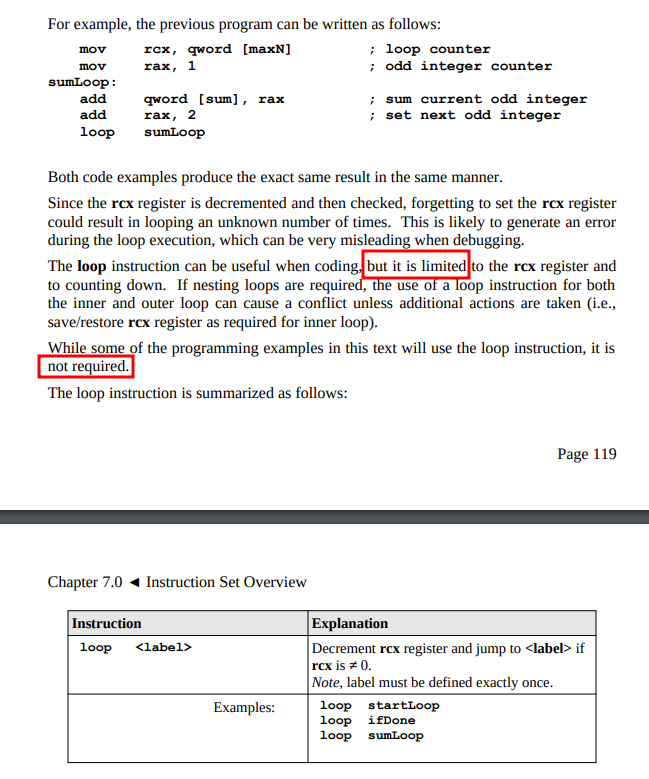 For example, the previous program can be written as follows:
mov rcx, qword [maxN] ; loop counter
mov rax, 1 ; odd integer counter
sumLoop:
add qword [sum], rax ; sum current odd integer
add rax, 2 ; set next odd integer
loop sumLoop
Both code examples produce the exact same result in the same manner.
Since the rcx register is decremented and then checked, forgetting to set the rcx register
could result in looping an unknown number of times. This is likely to generate an error
during the loop execution, which can be very misleading when debugging.
The loop instruction can be useful when coding, but it is limited to the rcx register and
to counting down. If nesting loops are required, the use of a loop instruction for both
the inner and outer loop can cause a conflict unless additional actions are taken (i.e.,
save/restore rcx register as required for inner loop).
While some of the programming examples in this text will use the loop instruction, it is
not required.
The loop instruction is summarized as follows:
Page 119
Chapter 7.0 ◄ Instruction Set Overview
Instruction Explanation
loop <label> Decrement rcx register and jump to <label> if
rcx is ≠ 0.
Note, label must be defined exactly once.
Examples: loop startLoop
loop ifDone
loop sumLoop